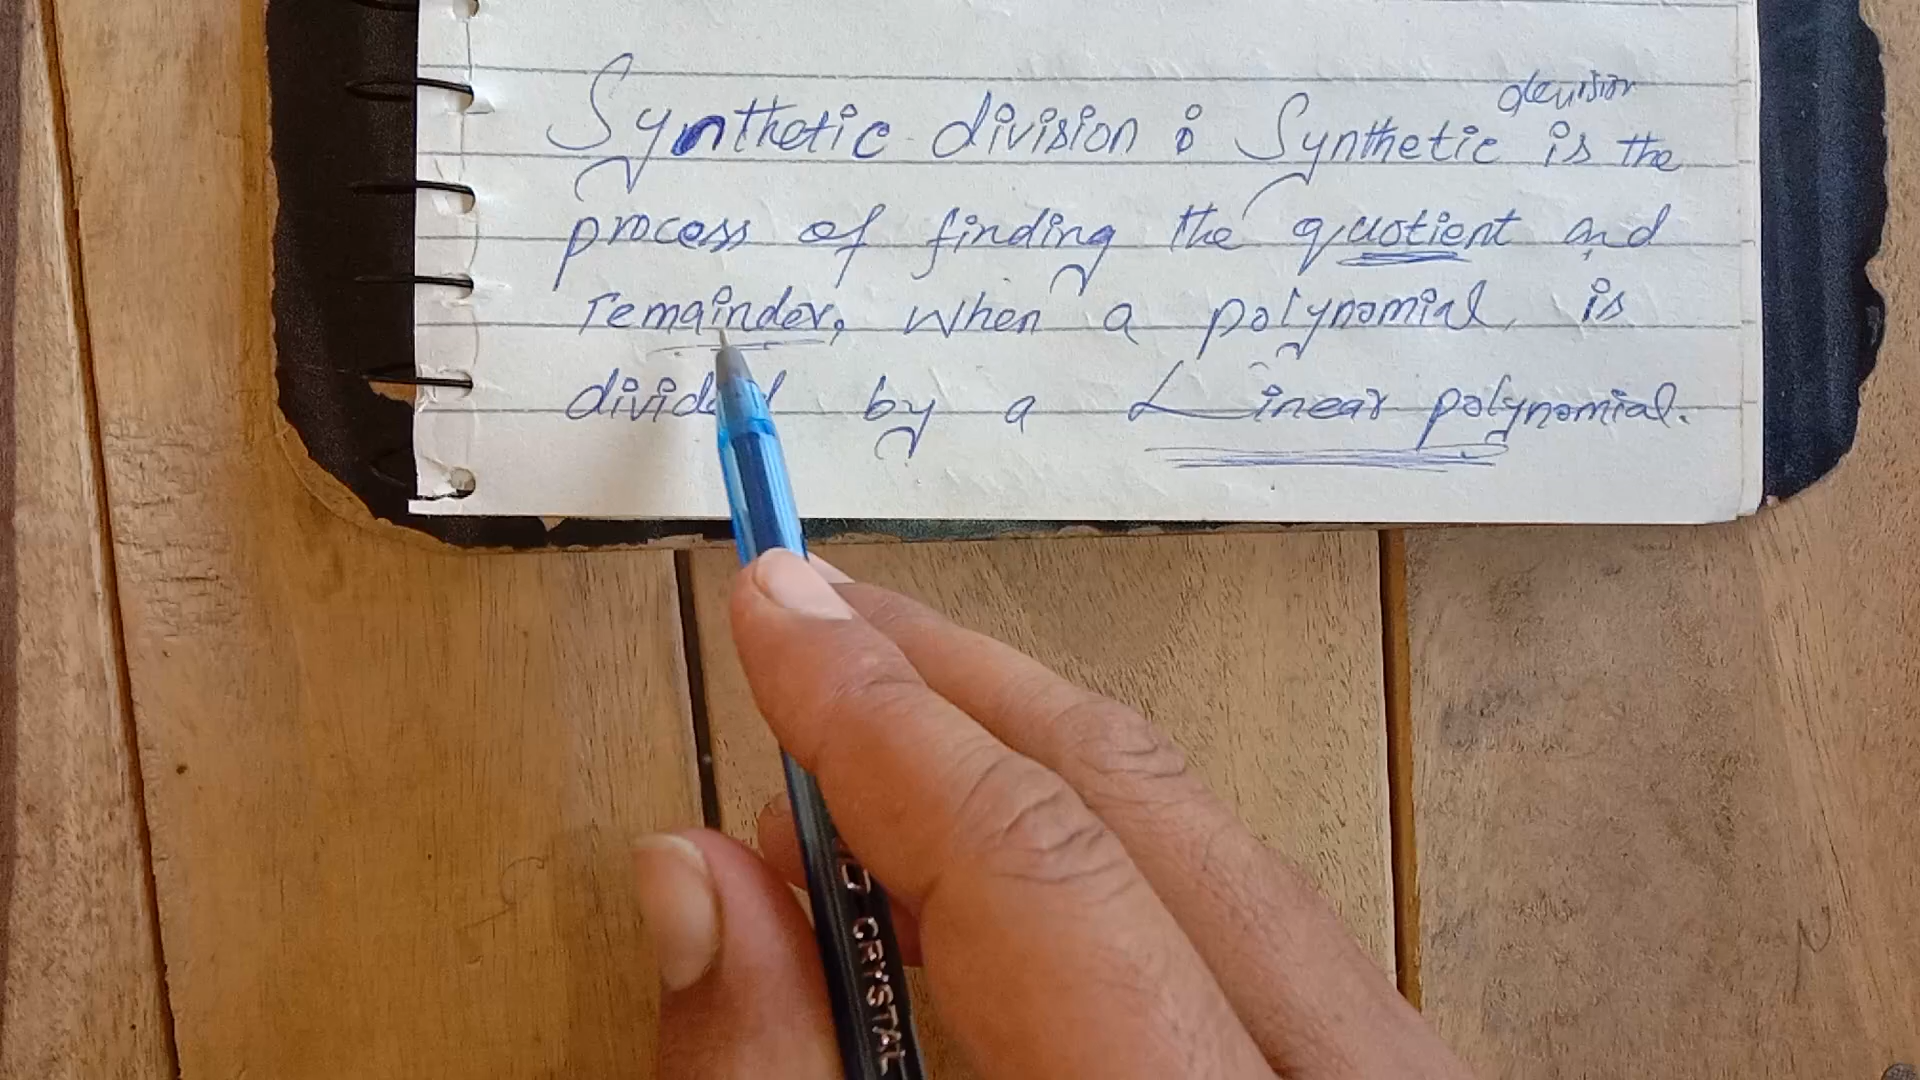 Synthetic division : Synthetic division is the
process of finding the quotient and
remainder, when a polynomial, is
divided by a Linear polynomial.
CRYSTAL